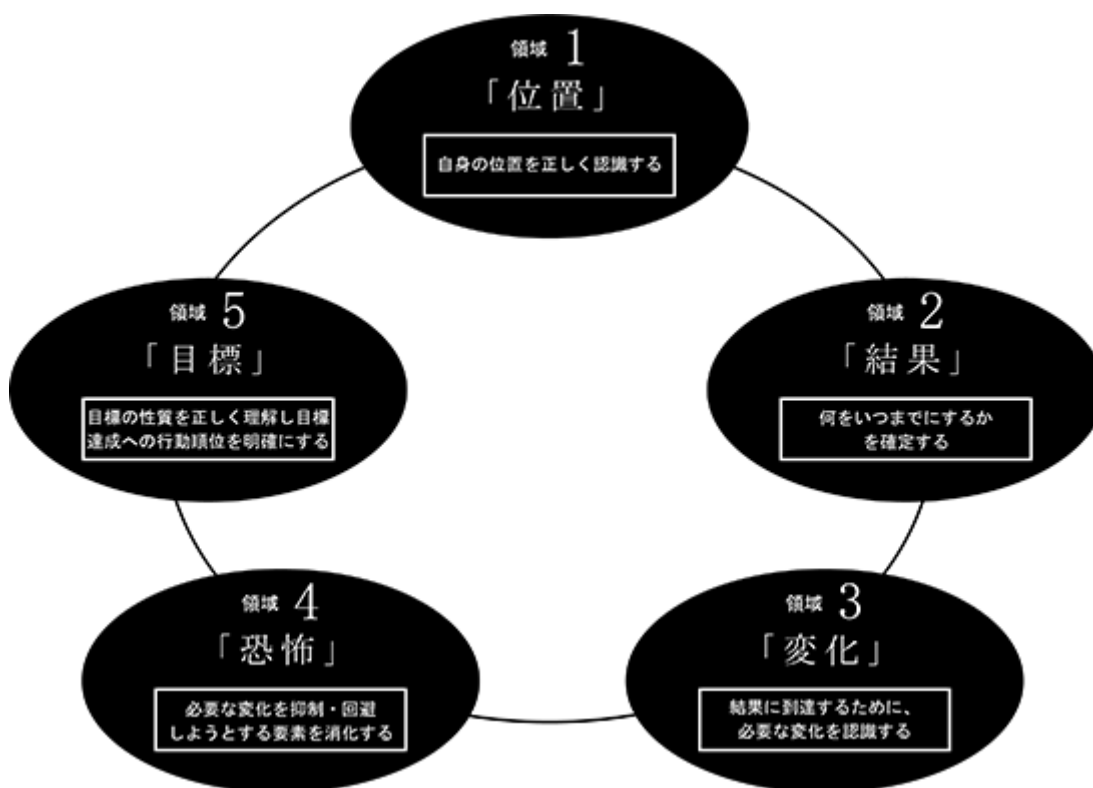 領域 1
「位置」
自身の位置を正しく認識する
領域 2
「結果」
何をいつまでにするか
を確定する
領域 3
「変化」
結果に到達するために、
必要な変化を認識する
領域 4
「恐怖」
必要な変化を抑制・回避
しようとする要素を消化する
領域 5
「目標」
目標の性質を正しく理解し目標
達成への行動順位を明確にする